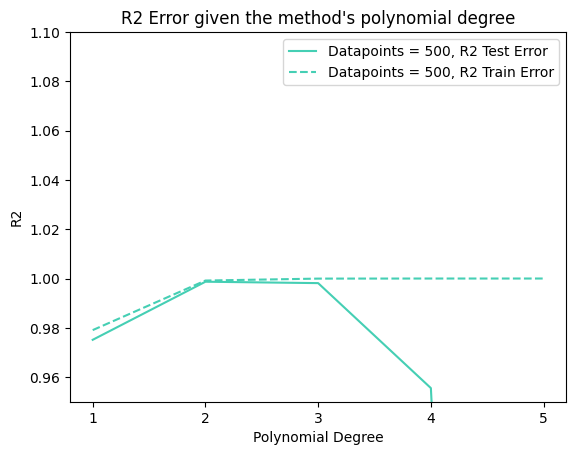 R2 Error given the method's polynomial degree
Datapoints = 500, R2 Test Error
Datapoints = 500, R2 Train Error
R2
1.10
1.08
1.06
1.04
1.02
1.00
0.98
0.96
1 2 3 4 5
Polynomial Degree